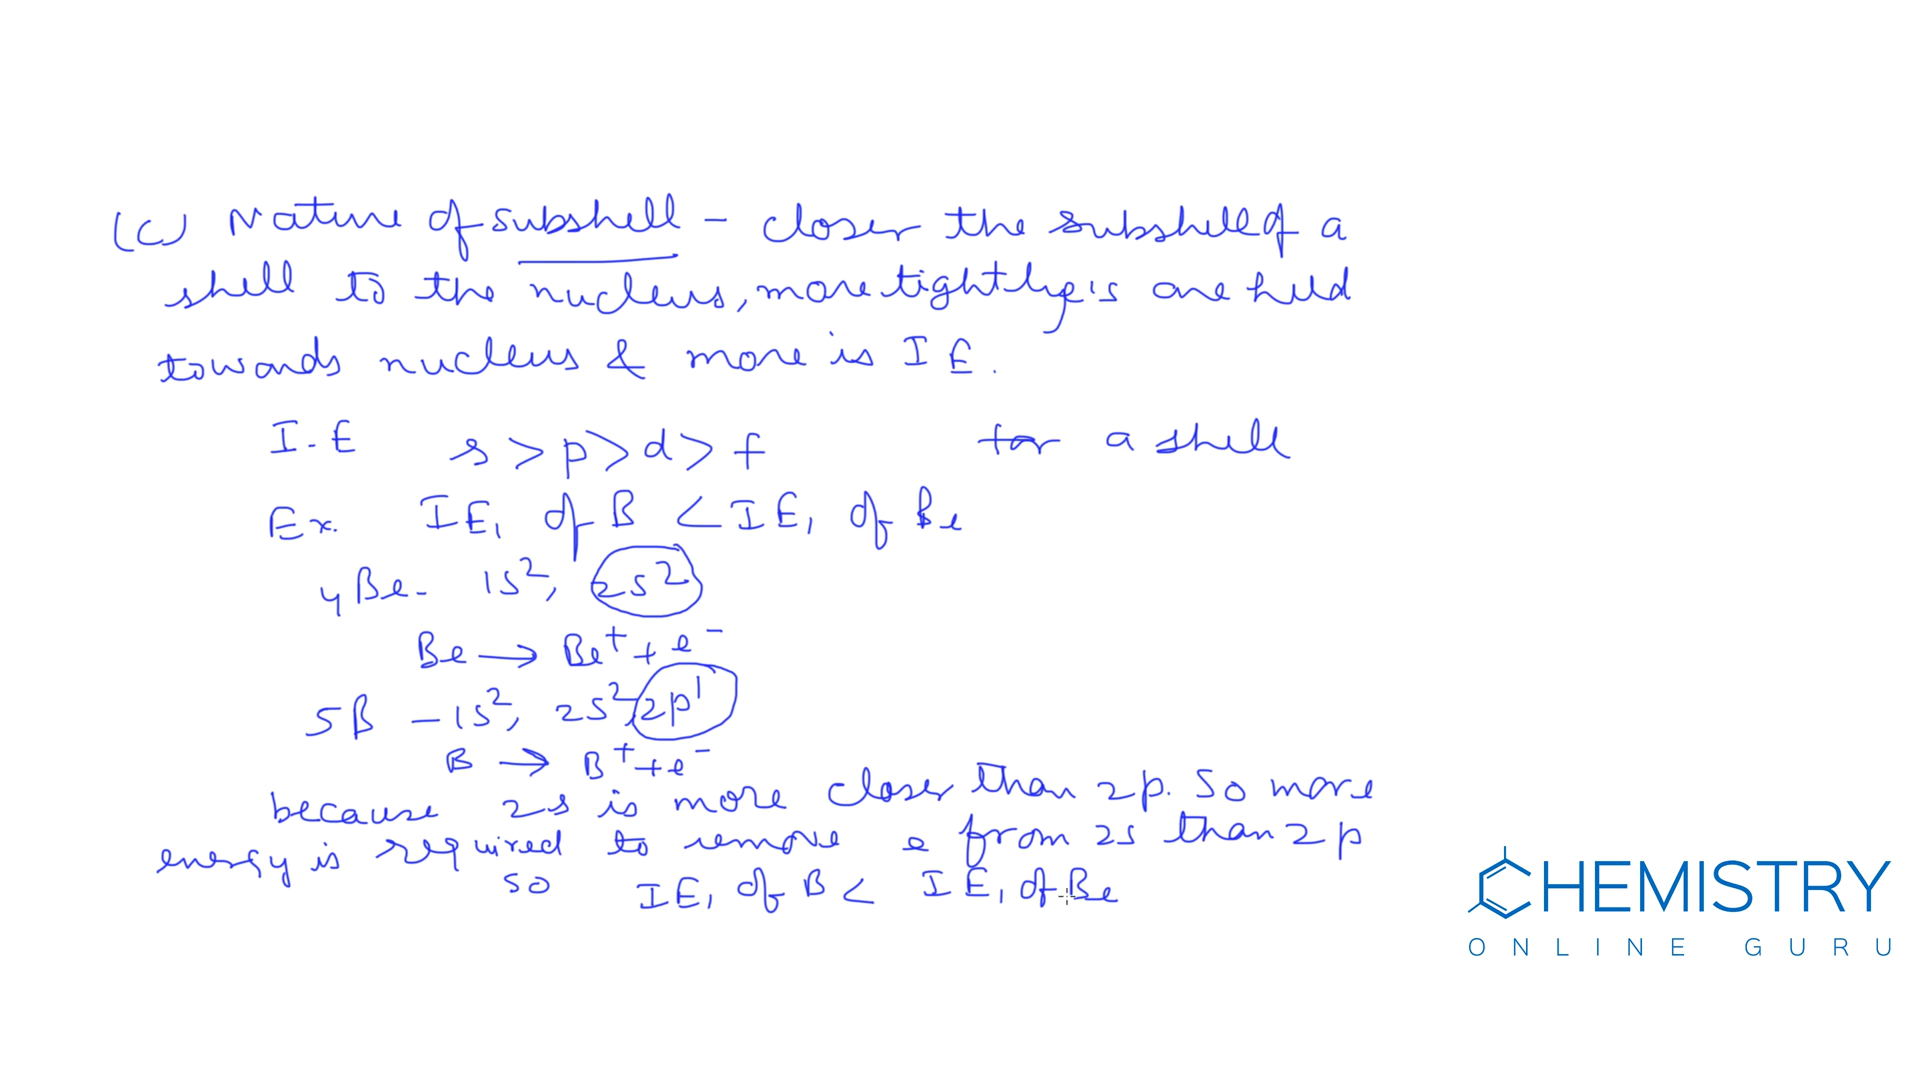 (c) Nature of subshell - closer the subshell of a
shell to the nucleus, more tightly e's are held
towards nucleus & more is I E.
I.E s > p > d > f for a shell
Ex. IE₁ of B < IE₁ of Be
₄Be - 1s², 2s²
Be → Be⁺ + e⁻
5B - 1s², 2s², 2p¹
B → B⁺ + e⁻
because 2s is more closer than 2p. So more
energy is required to remove e from 2s than 2p
so IE₁ of B < IE₁ of Be
CHEMISTRY
ONLINE GURU